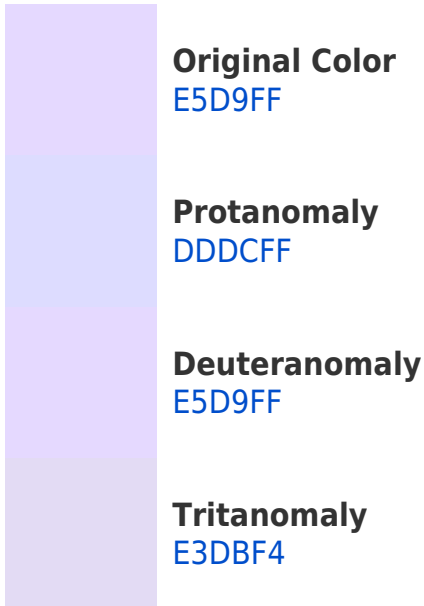 Original Color
E5D9FF
Protanomaly
DDDCFF
Deuteranomaly
E5D9FF
Tritanomaly
E3DBF4